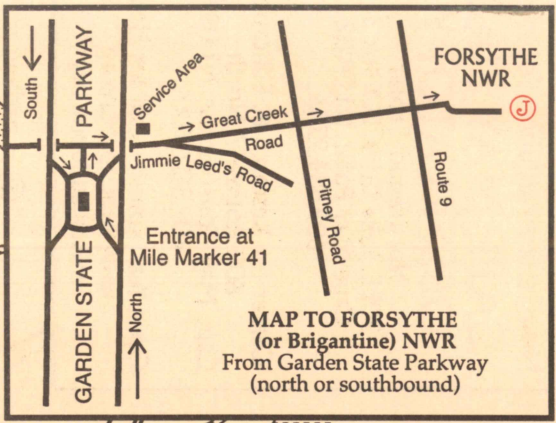 South
PARKWAY
GARDEN STATE
North
Service Area
Great Creek
Road
Jimmie Leed's Road
Pitney Road
Route 9
FORSYTHE
NWR
J
Entrance at
Mile Marker 41
MAP TO FORSYTHE
(or Brigantine) NWR
From Garden State Parkway
(north or southbound)